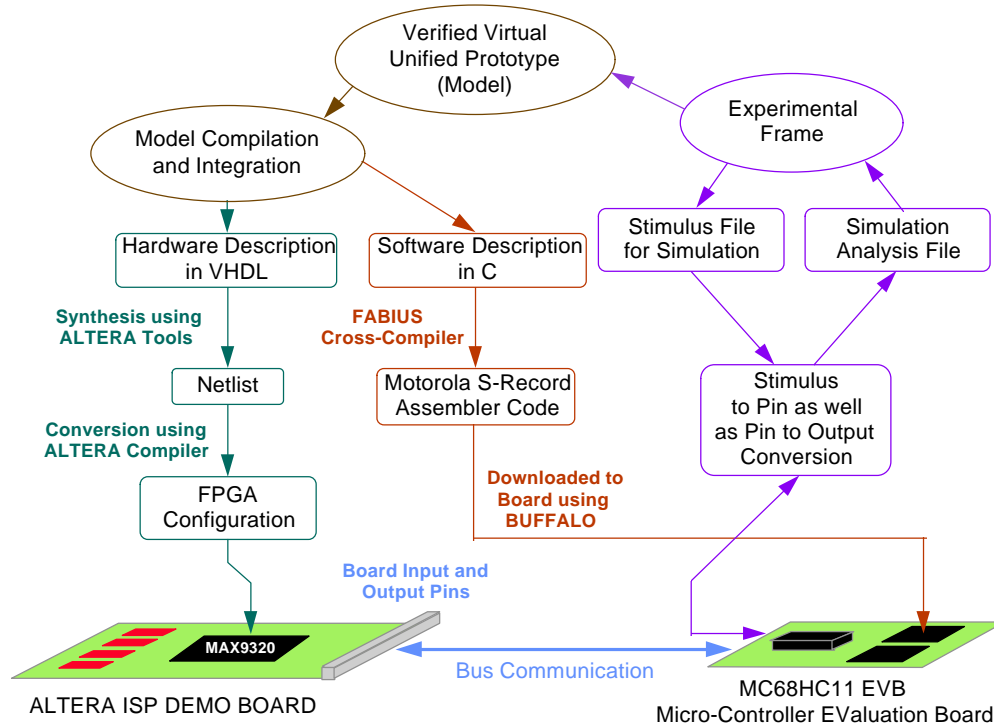 Verified Virtual
Unified Prototype
(Model)
Experimental
Frame
Model Compilation
and Integration
Hardware Description
in VHDL
Software Description
in C
Stimulus File
for Simulation
Simulation
Analysis File
Synthesis using
ALTERA Tools
FABIUS
Cross-Compiler
Netlist
Motorola S-Record
Assembler Code
Stimulus
to Pin as well
as Pin to Output
Conversion
Conversion using
ALTERA Compiler
FPGA
Configuration
Downloaded to
Board using
BUFFALO
Board Input and
Output Pins
MAX9320
Bus Communication
ALTERA ISP DEMO BOARD
MC68HC11 EVB
Micro-Controller EValuation Board